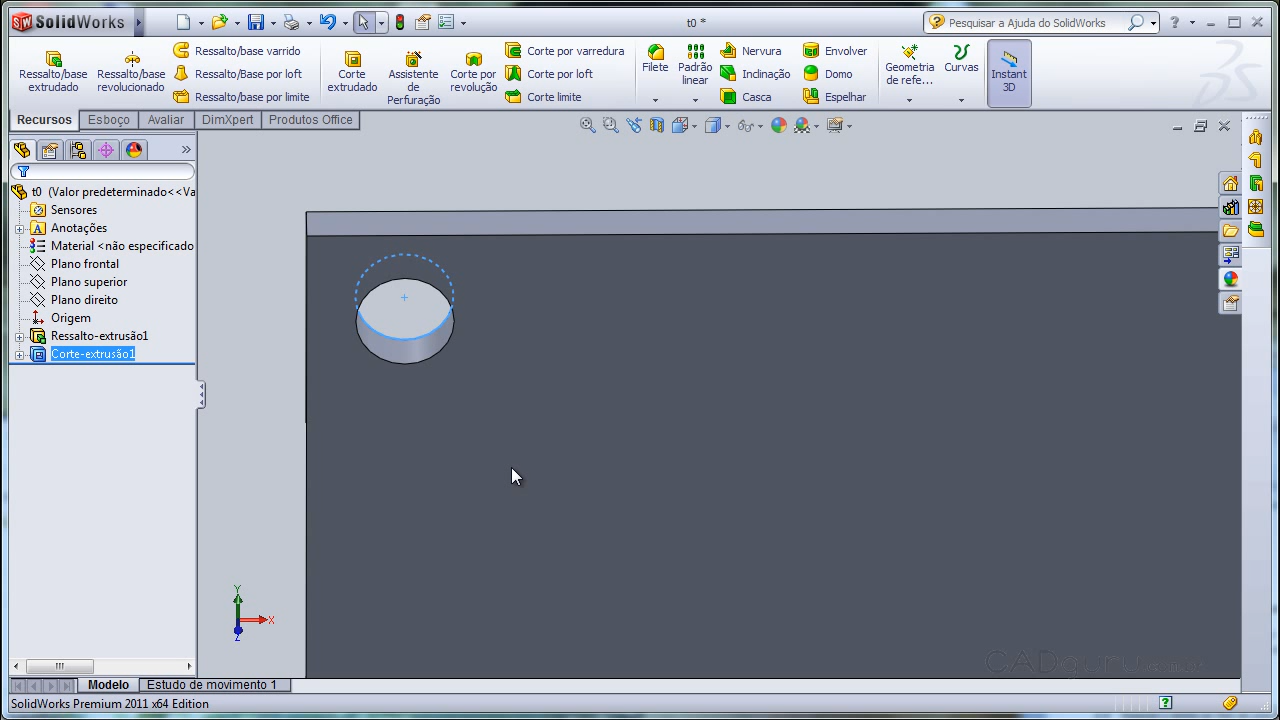 SolidWorks
t0 *
Pesquisar a Ajuda do SolidWorks
Ressalto/base extrudado
Ressalto/base revolucionado
Ressalto/base varrido
Ressalto/Base por loft
Ressalto/base por limite
Corte extrudado
Assistente de Perfuração
Corte por revolução
Corte por varredura
Corte por loft
Corte limite
Filete
Padrão linear
Nervura
Inclinação
Casca
Envolver
Domo
Espelhar
Geometria de refe...
Curvas
Instant 3D
Recursos
Esboço
Avaliar
DimXpert
Produtos Office
t0 (Valor predeterminado<<Va
Sensores
Anotações
Material <não especificado
Plano frontal
Plano superior
Plano direito
Origem
Ressalto-extrusão1
Corte-extrusão1
Y
X
Z
Modelo
Estudo de movimento 1
SolidWorks Premium 2011 x64 Edition